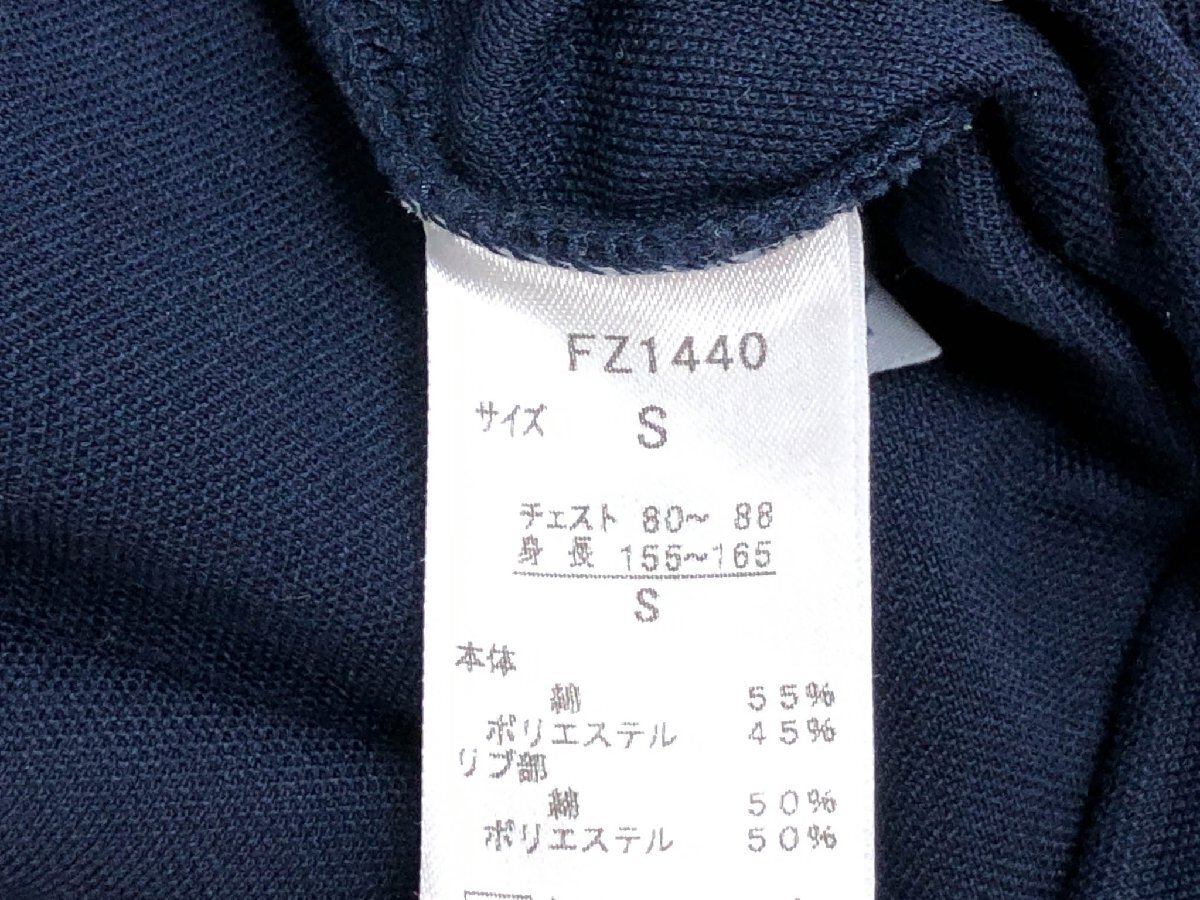 FZ1440
サイズ S
チェスト 80～ 88
身長 155～165
S
本体
綿 55%
ポリエステル 45%
リブ部
綿 50%
ポリエステル 50%